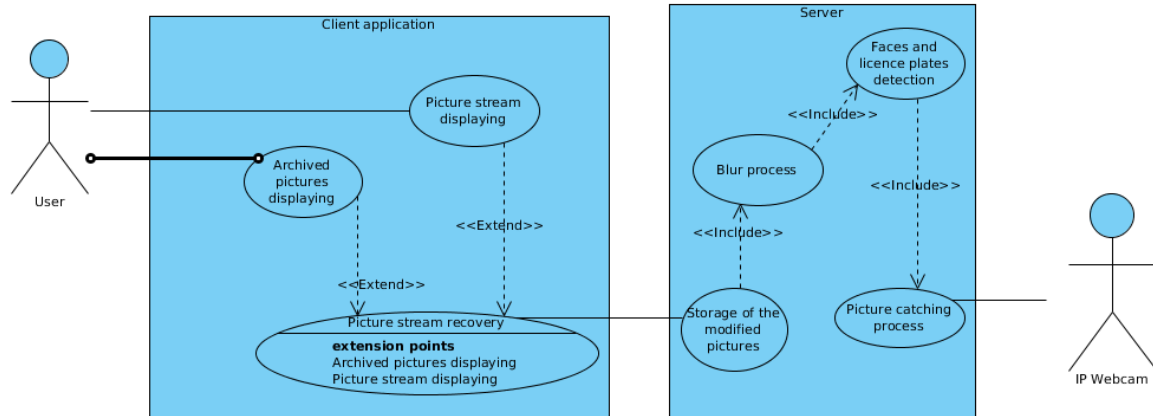 Client application
Server
Picture stream
displaying
Archived
pictures
displaying
User
<<Extend>>
<<Extend>>
Picture stream recovery
extension points
Archived pictures displaying
Picture stream displaying
Faces and
licence plates
detection
<<Include>>
Blur process
<<Include>>
<<Include>>
Storage of the
modified
pictures
Picture catching
process
IP Webcam